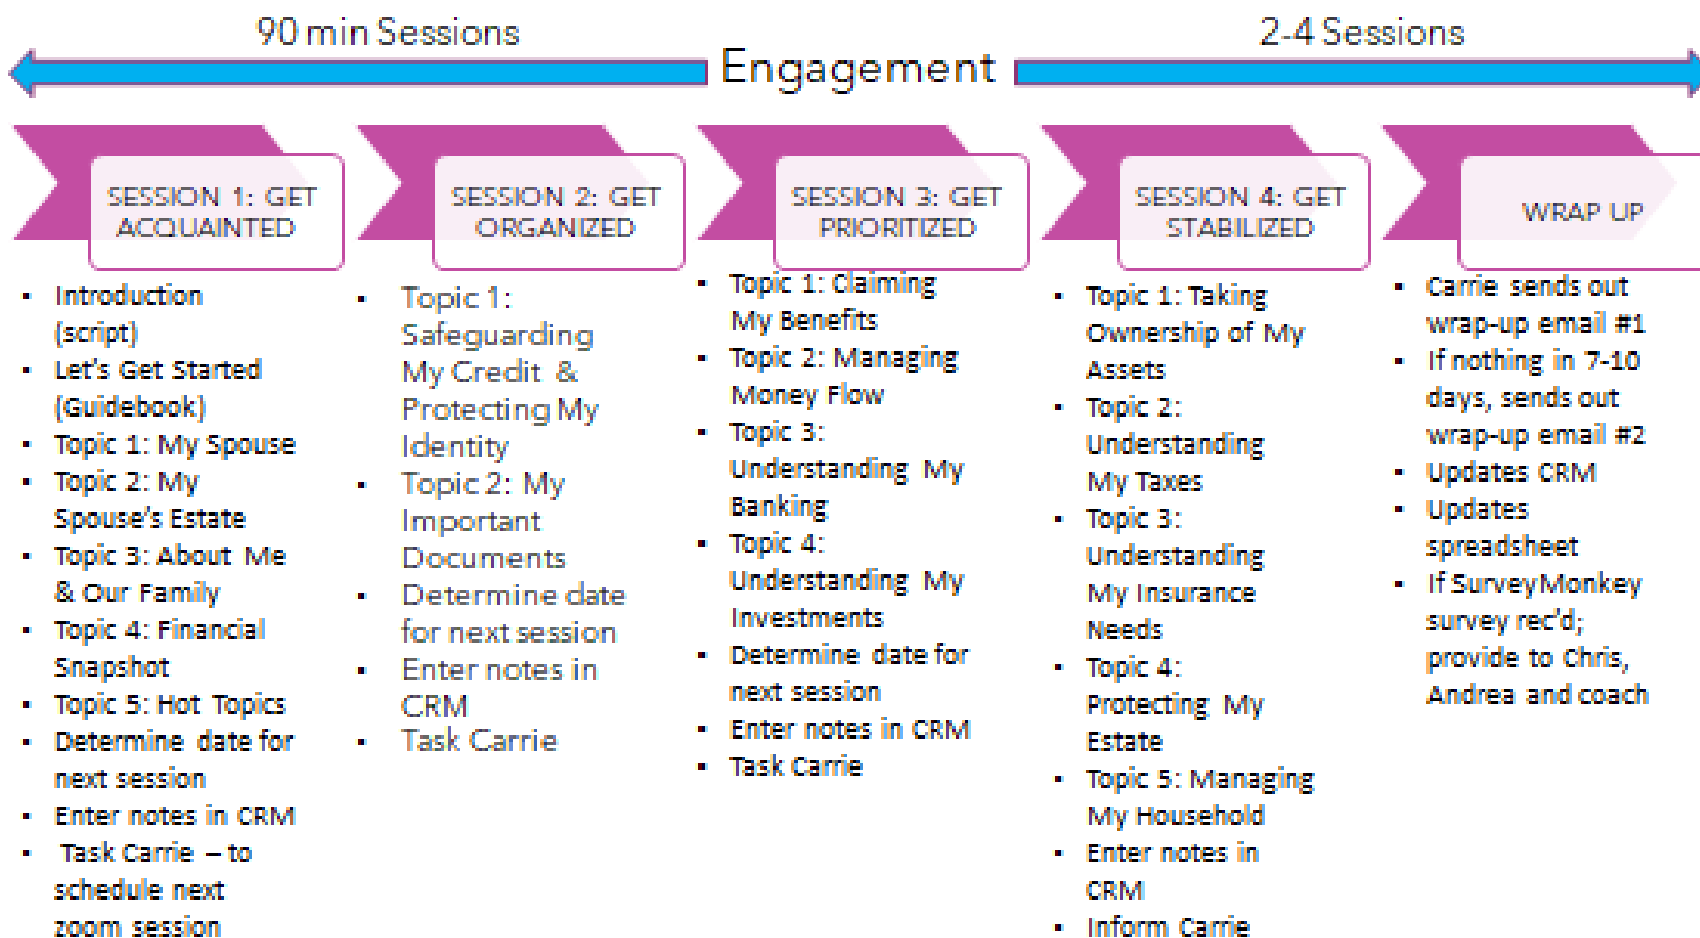 90 min Sessions
Engagement
2-4 Sessions
SESSION 1: GET
ACQUAINTED
▪ Introduction
(script)
▪ Let's Get Started
(Guidebook)
▪ Topic 1: My Spouse
▪ Topic 2: My
Spouse's Estate
▪ Topic 3: About Me
& Our Family
▪ Topic 4: Financial
Snapshot
▪ Topic 5: Hot Topics
▪ Determine date for
next session
▪ Enter notes in CRM
▪ Task Carrie – to
schedule next
zoom session
SESSION 2: GET
ORGANIZED
▪ Topic 1:
Safeguarding
My Credit &
Protecting My
Identity
▪ Topic 2: My
Important
Documents
▪ Determine date
for next session
▪ Enter notes in
CRM
▪ Task Carrie
SESSION 3: GET
PRIORITIZED
▪ Topic 1: Claiming
My Benefits
▪ Topic 2: Managing
Money Flow
▪ Topic 3:
Understanding My
Banking
▪ Topic 4:
Understanding My
Investments
▪ Determine date for
next session
▪ Enter notes in CRM
▪ Task Carrie
SESSION 4: GET
STABILIZED
▪ Topic 1: Taking
Ownership of My
Assets
▪ Topic 2:
Understanding
My Taxes
▪ Topic 3:
Understanding
My Insurance
Needs
▪ Topic 4:
Protecting My
Estate
▪ Topic 5: Managing
My Household
▪ Enter notes in
CRM
▪ Inform Carrie
WRAP UP
▪ Carrie sends out
wrap-up email #1
▪ If nothing in 7-10
days, sends out
wrap-up email #2
▪ Updates CRM
▪ Updates
spreadsheet
▪ If SurveyMonkey
survey rec'd;
provide to Chris,
Andrea and coach